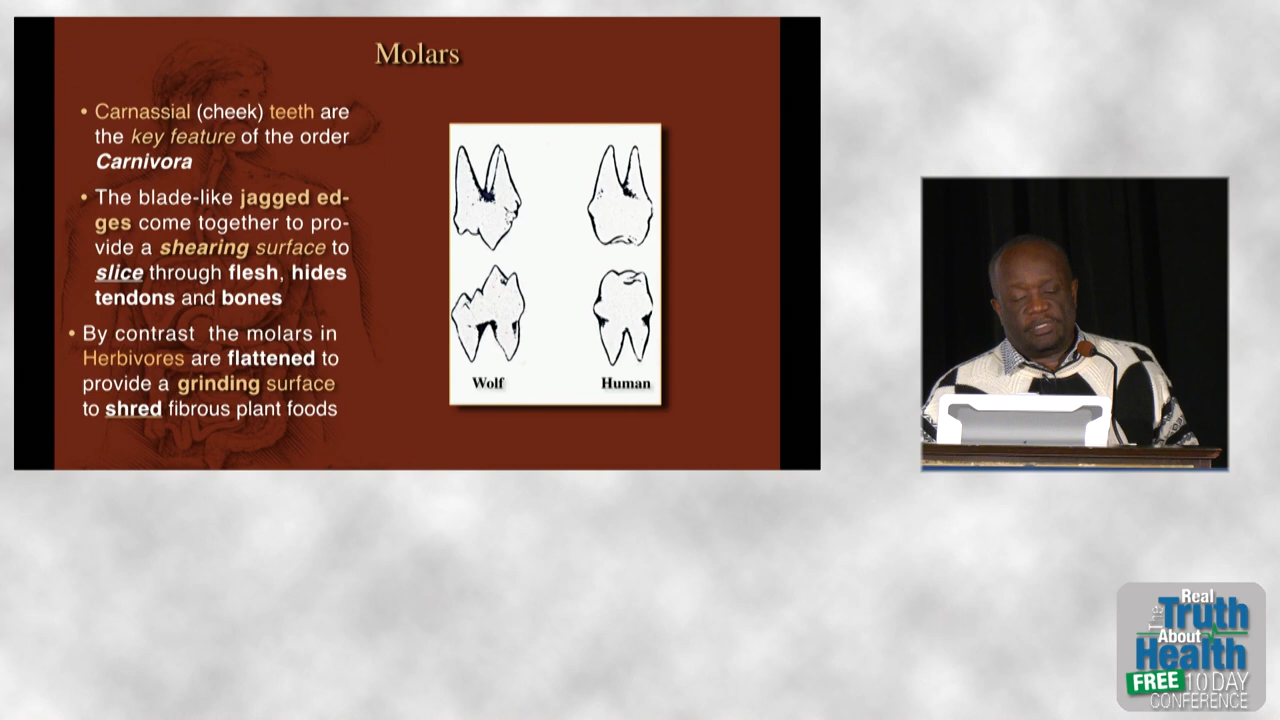 Molars
• Carnassial (cheek) teeth are
the key feature of the order
Carnivora
• The blade-like jagged ed-
ges come together to pro-
vide a shearing surface to
slice through flesh, hides
tendons and bones
• By contrast the molars in
Herbivores are flattened to
provide a grinding surface
to shred fibrous plant foods
Wolf
Human
The Real
Truth
About
Health
FREE 10 DAY
CONFERENCE